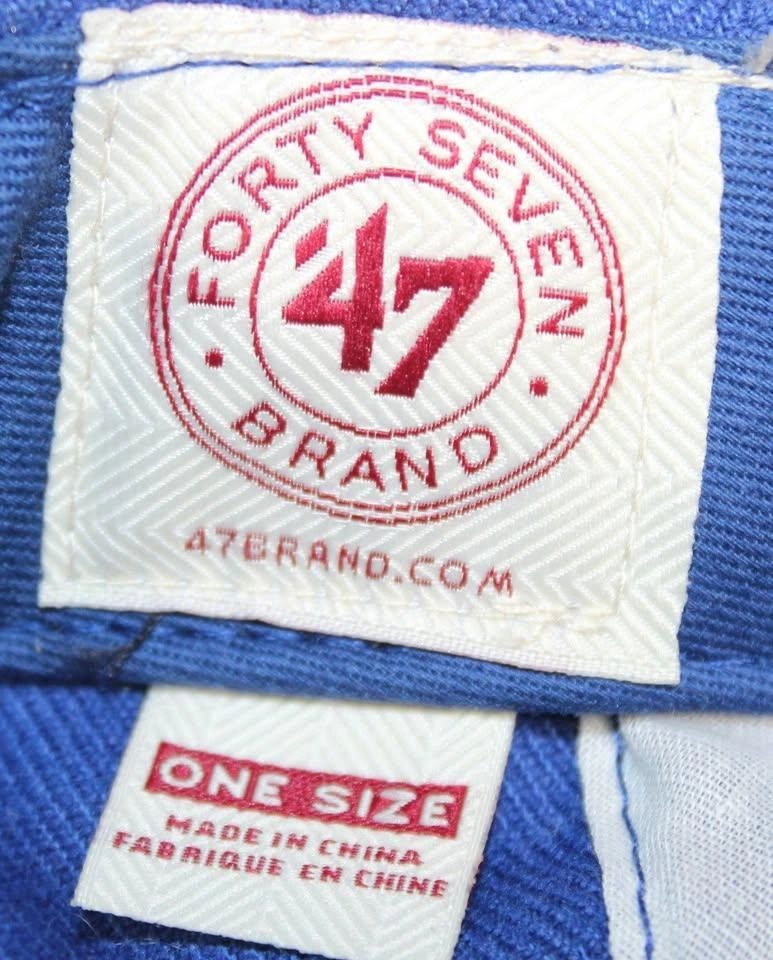 FORTY SEVEN
'47
BRAND
47BRAND.COM
ONE SIZE
MADE IN CHINA
FABRIQUE EN CHINE